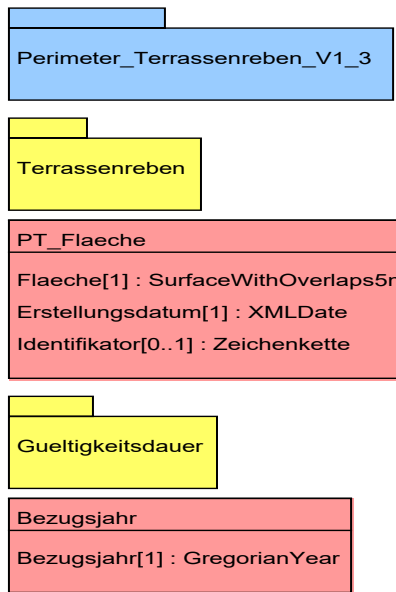 Perimeter_Terrassenreben_V1_3
Terrassenreben
PT_Flaeche
Flaeche[1] : SurfaceWithOverlaps5
Erstellungsdatum[1] : XMLDate
Identifikator[0..1] : Zeichenkette
Gueltigkeitsdauer
Bezugsjahr
Bezugsjahr[1] : GregorianYear